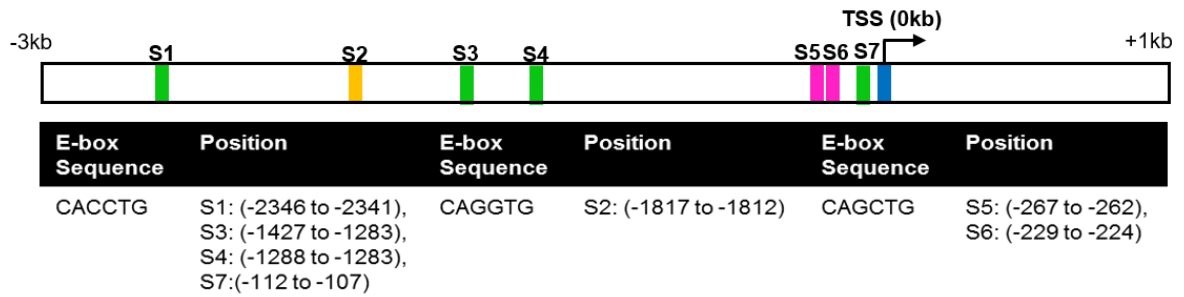 TSS (0kb)
-3kb S1 S2 S3 S4 S5 S6 S7 +1kb
E-box Sequence Position E-box Sequence Position E-box Sequence Position
CACCTG S1: (-2346 to -2341), CAGGTG S2: (-1817 to -1812) CAGCTG S5: (-267 to -262),
S3: (-1427 to -1283), S6: (-229 to -224)
S4: (-1288 to -1283),
S7:(-112 to -107)